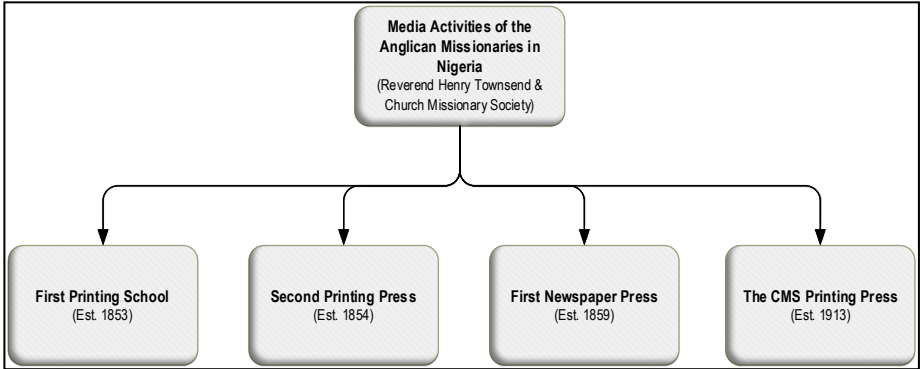 Media Activities of the
Anglican Missionaries in
Nigeria
(Reverend Henry Townsend &
Church Missionary Society)
First Printing School
(Est. 1853)
Second Printing Press
(Est. 1854)
First Newspaper Press
(Est. 1859)
The CMS Printing Press
(Est. 1913)